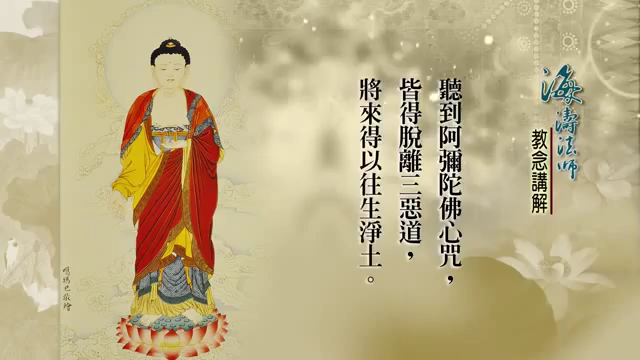 海濤法師
教念講解
聽到阿彌陀佛心咒，
皆得脫離三惡道，
將來得以往生淨土。